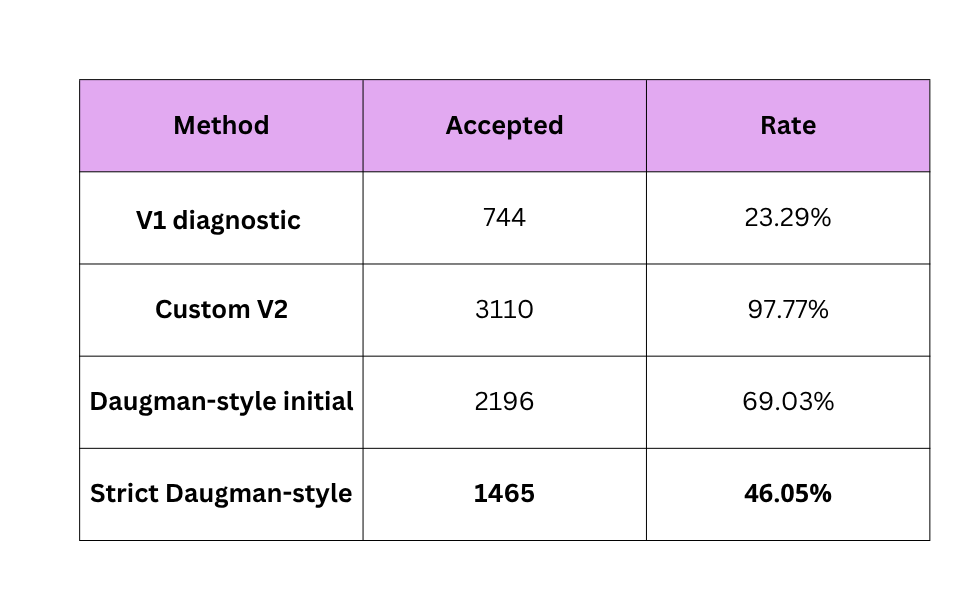 Method Accepted Rate
V1 diagnostic 744 23.29%
Custom V2 3110 97.77%
Daugman-style initial 2196 69.03%
Strict Daugman-style 1465 46.05%